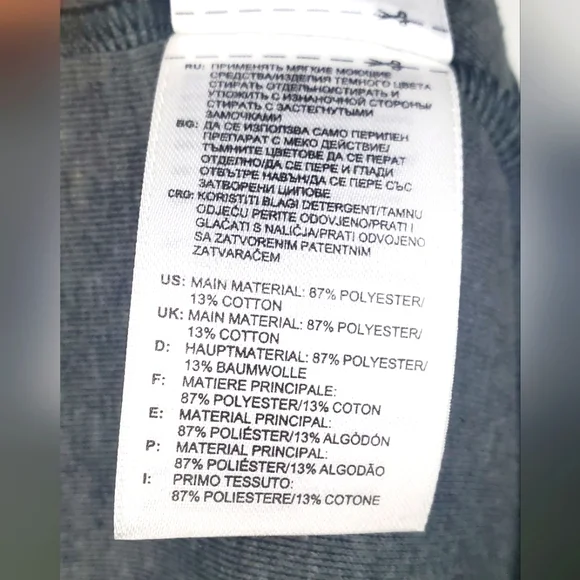 RU: ПРИМЕНЯТЬ МЯГКИЕ МОЮЩИЕ
СРЕДСТВА/ИЗДЕЛИЯ ТЕМНОГО ЦВЕТА
СТИРАТЬ ОТДЕЛЬНО/СТИРАТЬ И
УТЮЖИТЬ С ИЗНАНОЧНОЙ СТОРОНЫ/
СТИРАТЬ С ЗАСТЕГНУТЫМИ
ЗАМОЧКАМИ
BG: ДА СЕ ИЗПОЛЗВА САМО ПЕРИЛЕН
ПРЕПАРАТ С МЕКО ДЕЙСТВИЕ/
ТЪМНИТЕ ЦВЕТОВЕ ДА СЕ ПЕРАТ
ОТДЕЛНО/ДА СЕ ПЕРЕ И ГЛАДИ
ОТВЪТРЕ НАВЪН/ДА СЕ ПЕРЕ СЪС
ЗАТВОРЕНИ ЦИПОВЕ
CRG: KORISTITI BLAGI DETERGENT/TAMNU
ODJEĆU PERITE ODOVJENO/PRATI I
GLAČATI S NALIČJA/PRATI ODVOJENO
SA ZATVORENIM PATENTNIM
ZATVARAČEM
US: MAIN MATERIAL: 87% POLYESTER/
13% COTTON
UK: MAIN MATERIAL: 87% POLYESTER/
13% COTTON
D: HAUPTMATERIAL: 87% POLYESTER/
13% BAUMWOLLE
F: MATIERE PRINCIPALE:
87% POLYESTER/13% COTON
E: MATERIAL PRINCIPAL:
87% POLIÉSTER/13% ALGODÓN
P: MATERIAL PRINCIPAL:
87% POLIÉSTER/13% ALGODÃO
I: PRIMO TESSUTO:
87% POLIESTERE/13% COTONE